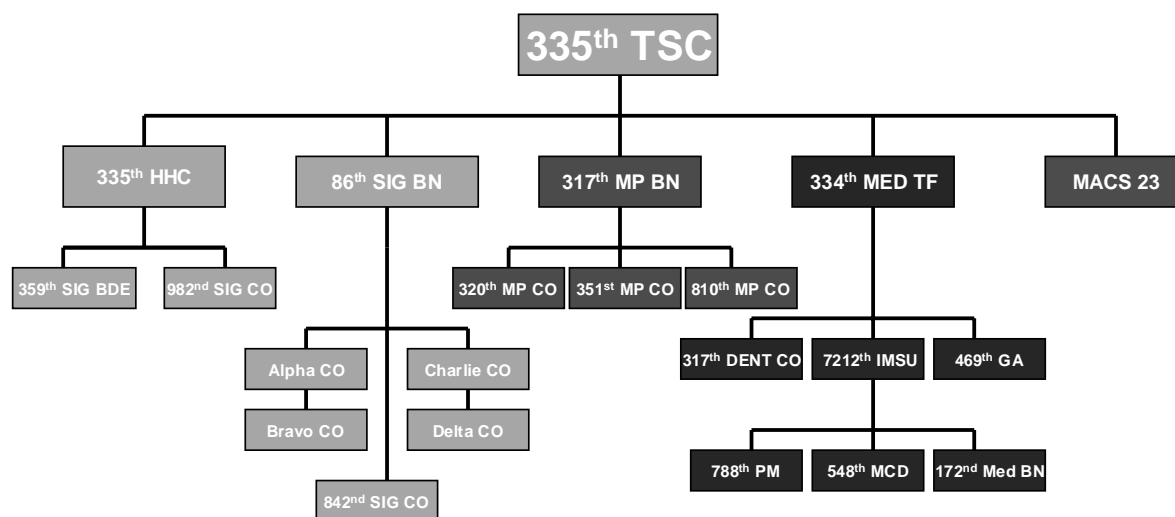 335th TSC
335th HHC
86th SIG BN
317th MP BN
334th MED TF
MACS 23
359th SIG BDE
982nd SIG CO
320th MP CO
351st MP CO
810th MP CO
Alpha CO
Charlie CO
317th DENT CO
7212th IMSU
469th GA
Bravo CO
Delta CO
788th PM
548th MCD
172nd Med BN
842nd SIG CO